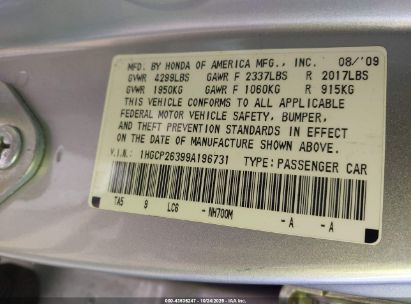 MFD. BY HONDA OF AMERICA MFG., INC. 08/'09
GVWR 4299LBS GAWR F 2337LBS R 2017LBS
GVWR 1950KG GAWR F 1060KG R 915KG
THIS VEHICLE CONFORMS TO ALL APPLICABLE
FEDERAL MOTOR VEHICLE SAFETY, BUMPER,
AND THEFT PREVENTION STANDARDS IN EFFECT
ON THE DATE OF MANUFACTURE SHOWN ABOVE.
V.I.N: 1HGCP26399A196731 TYPE: PASSENGER CAR
TA5 9 LC6 - NH700M - A - A